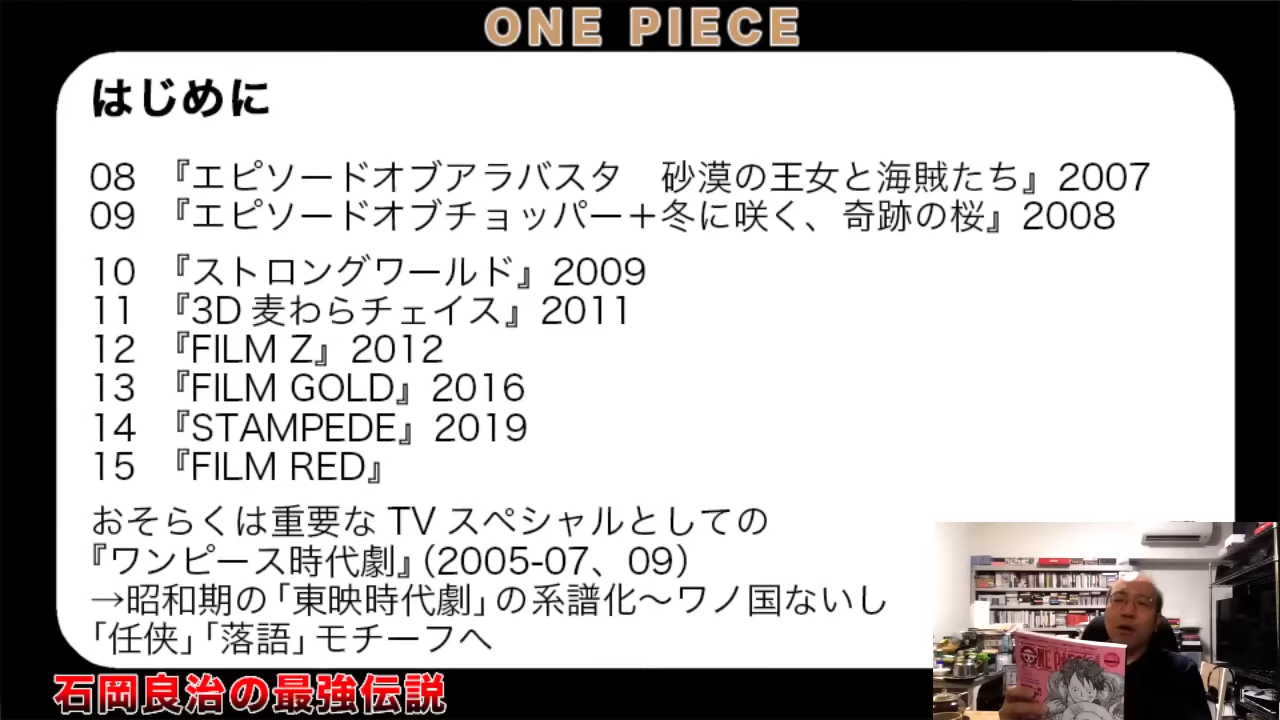 ONE PIECE
はじめに
08 『エピソードオブアラバスタ　砂漠の王女と海賊たち』2007
09 『エピソードオブチョッパー＋冬に咲く、奇跡の桜』2008
10 『ストロングワールド』2009
11 『3D 麦わらチェイス』2011
12 『FILM Z』2012
13 『FILM GOLD』2016
14 『STAMPEDE』2019
15 『FILM RED』
おそらくは重要な TV スペシャルとしての
『ワンピース時代劇』（2005-07、09）
→昭和期の「東映時代劇」の系譜化～ワノ国ないし
「任侠」「落語」モチーフへ
石岡良治の最強伝説
ONE PIECE